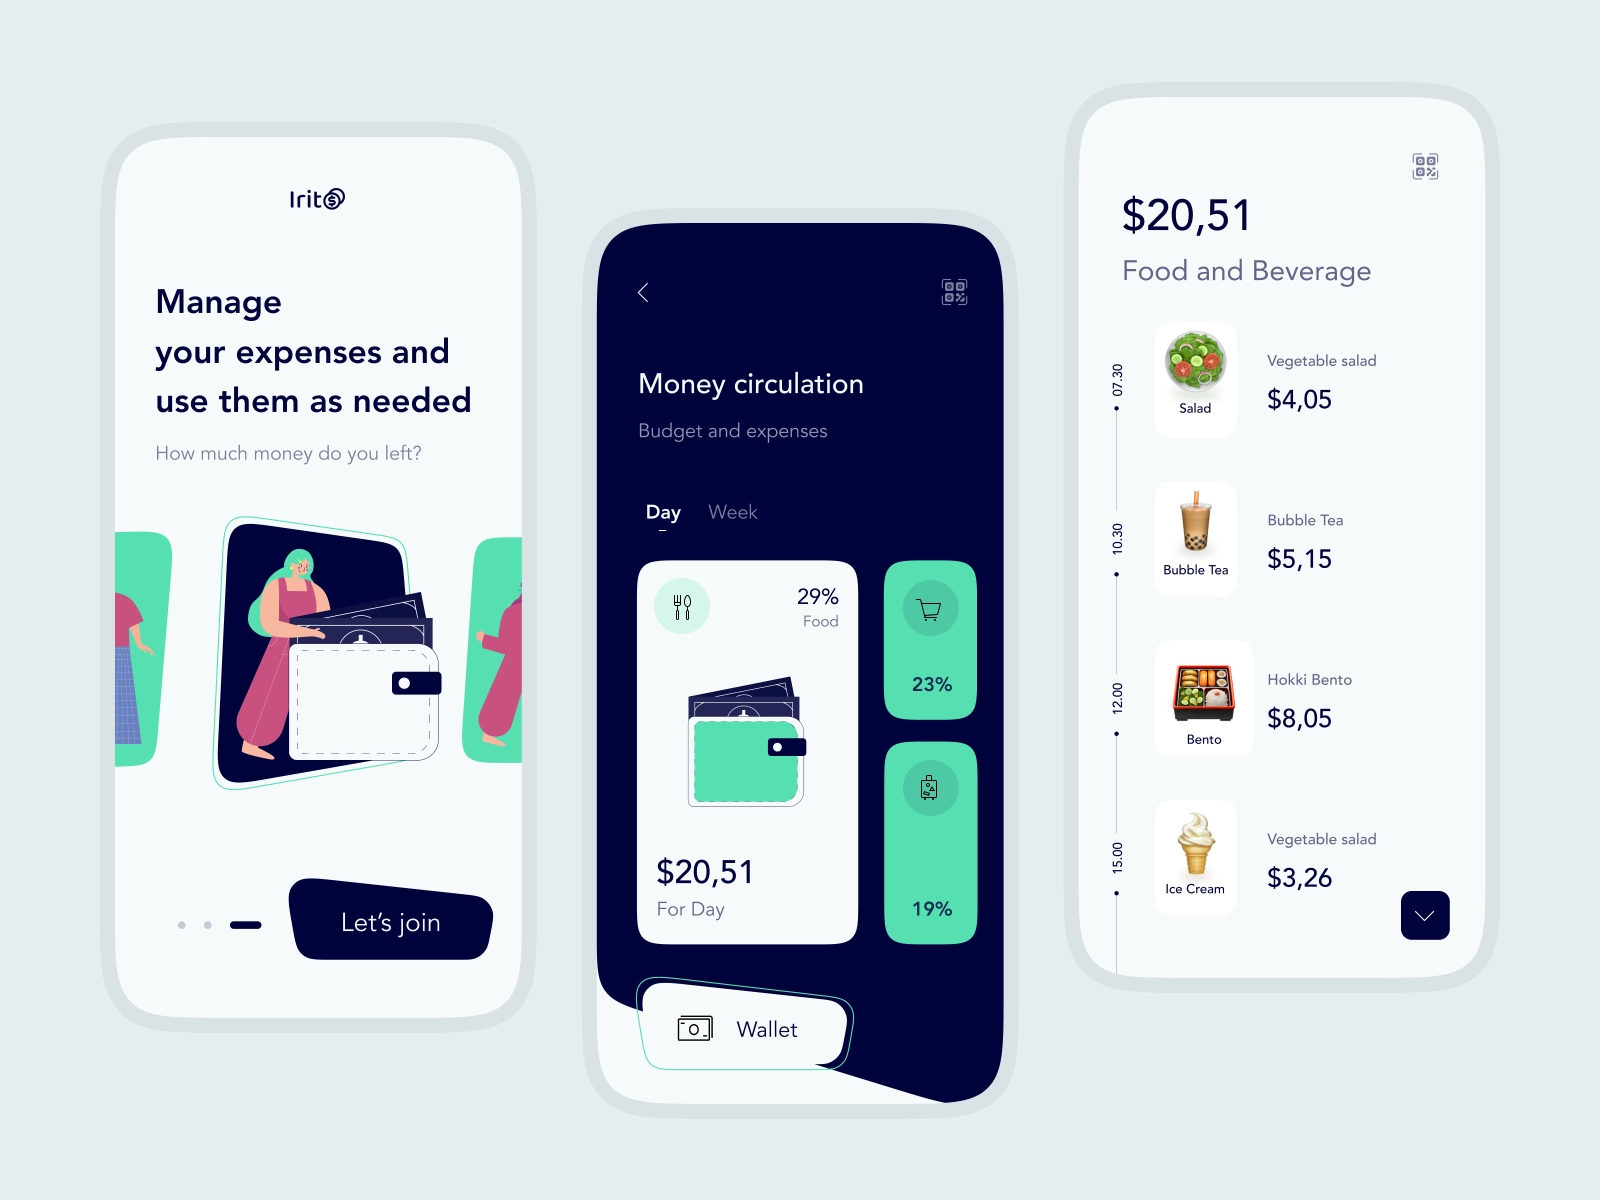 Irito
Manage
your expenses and
use them as needed
How much money do you left?
Let's join
Money circulation
Budget and expenses
Day Week
29%
Food
23%
$20,51
For Day
19%
Wallet
$20,51
Food and Beverage
07.30
Salad
Vegetable salad
$4,05
10.30
Bubble Tea
Bubble Tea
$5,15
12.00
Bento
Hokki Bento
$8,05
15.00
Ice Cream
Vegetable salad
$3,26